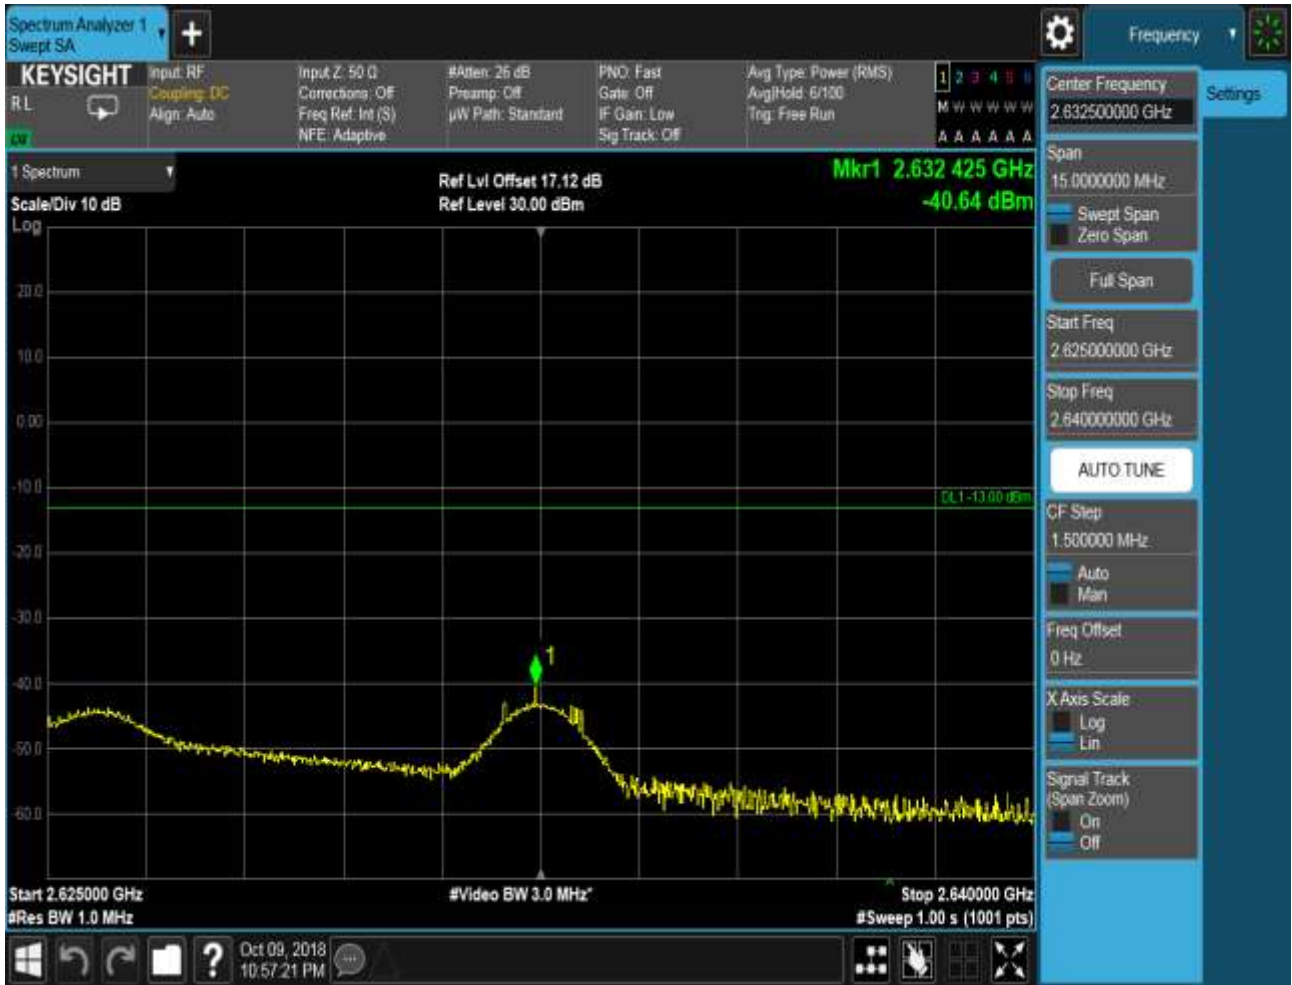 Spectrum Analyzer 1
Swept SA
+
Frequency
KEYSIGHT
RL
LW
Input: RF
Coupling: DC
Align: Auto
Input Z: 50 Ω
Corrections: Off
Freq Ref: Int (S)
NFE: Adaptive
#Atten: 26 dB
Preamp: Off
µW Path: Standard
PNO: Fast
Gate: Off
IF Gain: Low
Sig Track: Off
Avg Type: Power (RMS)
Avg|Hold: 6/100
Trig: Free Run
1 2 3 4 5 6
M W W W W W
A A A A A A
1 Spectrum
Scale/Div 10 dB
Log
Ref Lvl Offset 17.12 dB
Ref Level 30.00 dBm
Mkr1 2.632 425 GHz
-40.64 dBm
20.0
10.0
0.00
-10.0
-20.0
-30.0
-40.0
-50.0
-60.0
DL1 -13.00 dBm
1
Start 2.625000 GHz
#Res BW 1.0 MHz
#Video BW 3.0 MHz*
Stop 2.640000 GHz
#Sweep 1.00 s (1001 pts)
Center Frequency
2.632500000 GHz
Settings
Span
15.0000000 MHz
Swept Span
Zero Span
Full Span
Start Freq
2.625000000 GHz
Stop Freq
2.640000000 GHz
AUTO TUNE
CF Step
1.500000 MHz
Auto
Man
Freq Offset
0 Hz
X Axis Scale
Log
Lin
Signal Track
(Span Zoom)
On
Off
?
Oct 09, 2018
10:57:21 PM